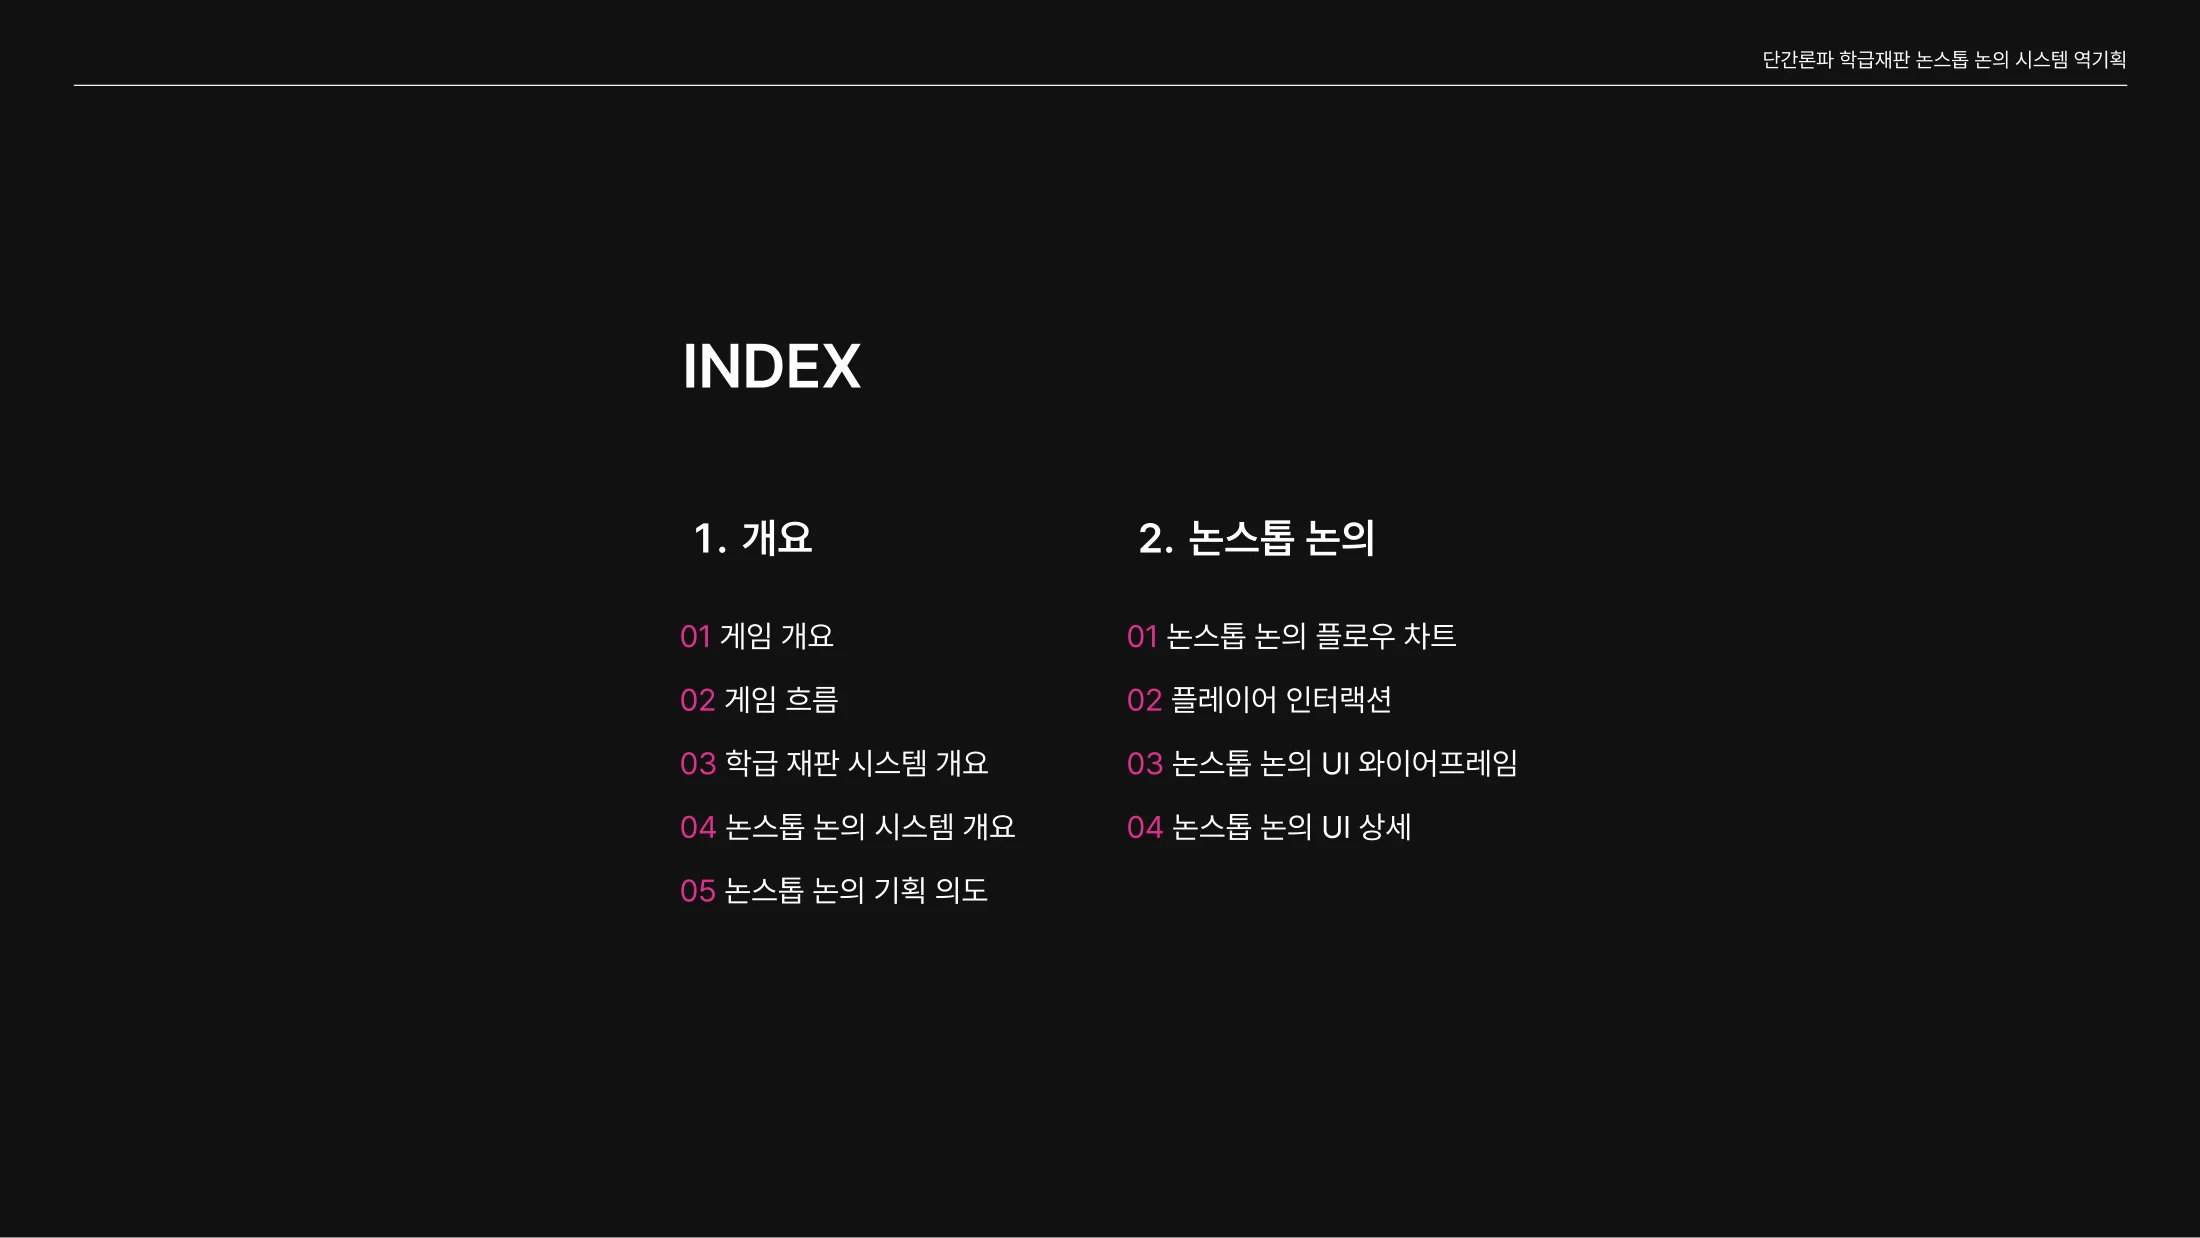 단간론파 학급재판 논스톱 논의 시스템 역기획
INDEX
1. 개요
01 게임 개요
02 게임 흐름
03 학급 재판 시스템 개요
04 논스톱 논의 시스템 개요
05 논스톱 논의 기획 의도
2. 논스톱 논의
01 논스톱 논의 플로우 차트
02 플레이어 인터랙션
03 논스톱 논의 UI 와이어프레임
04 논스톱 논의 UI 상세